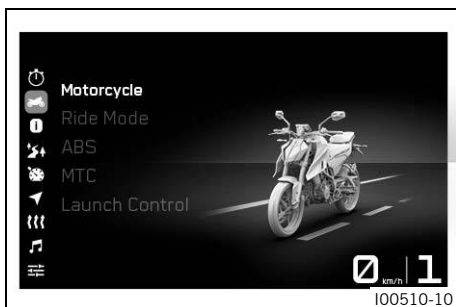 Motorcycle
Ride Mode
ABS
MTC
Launch Control
0 km/h | 1
I00510-10